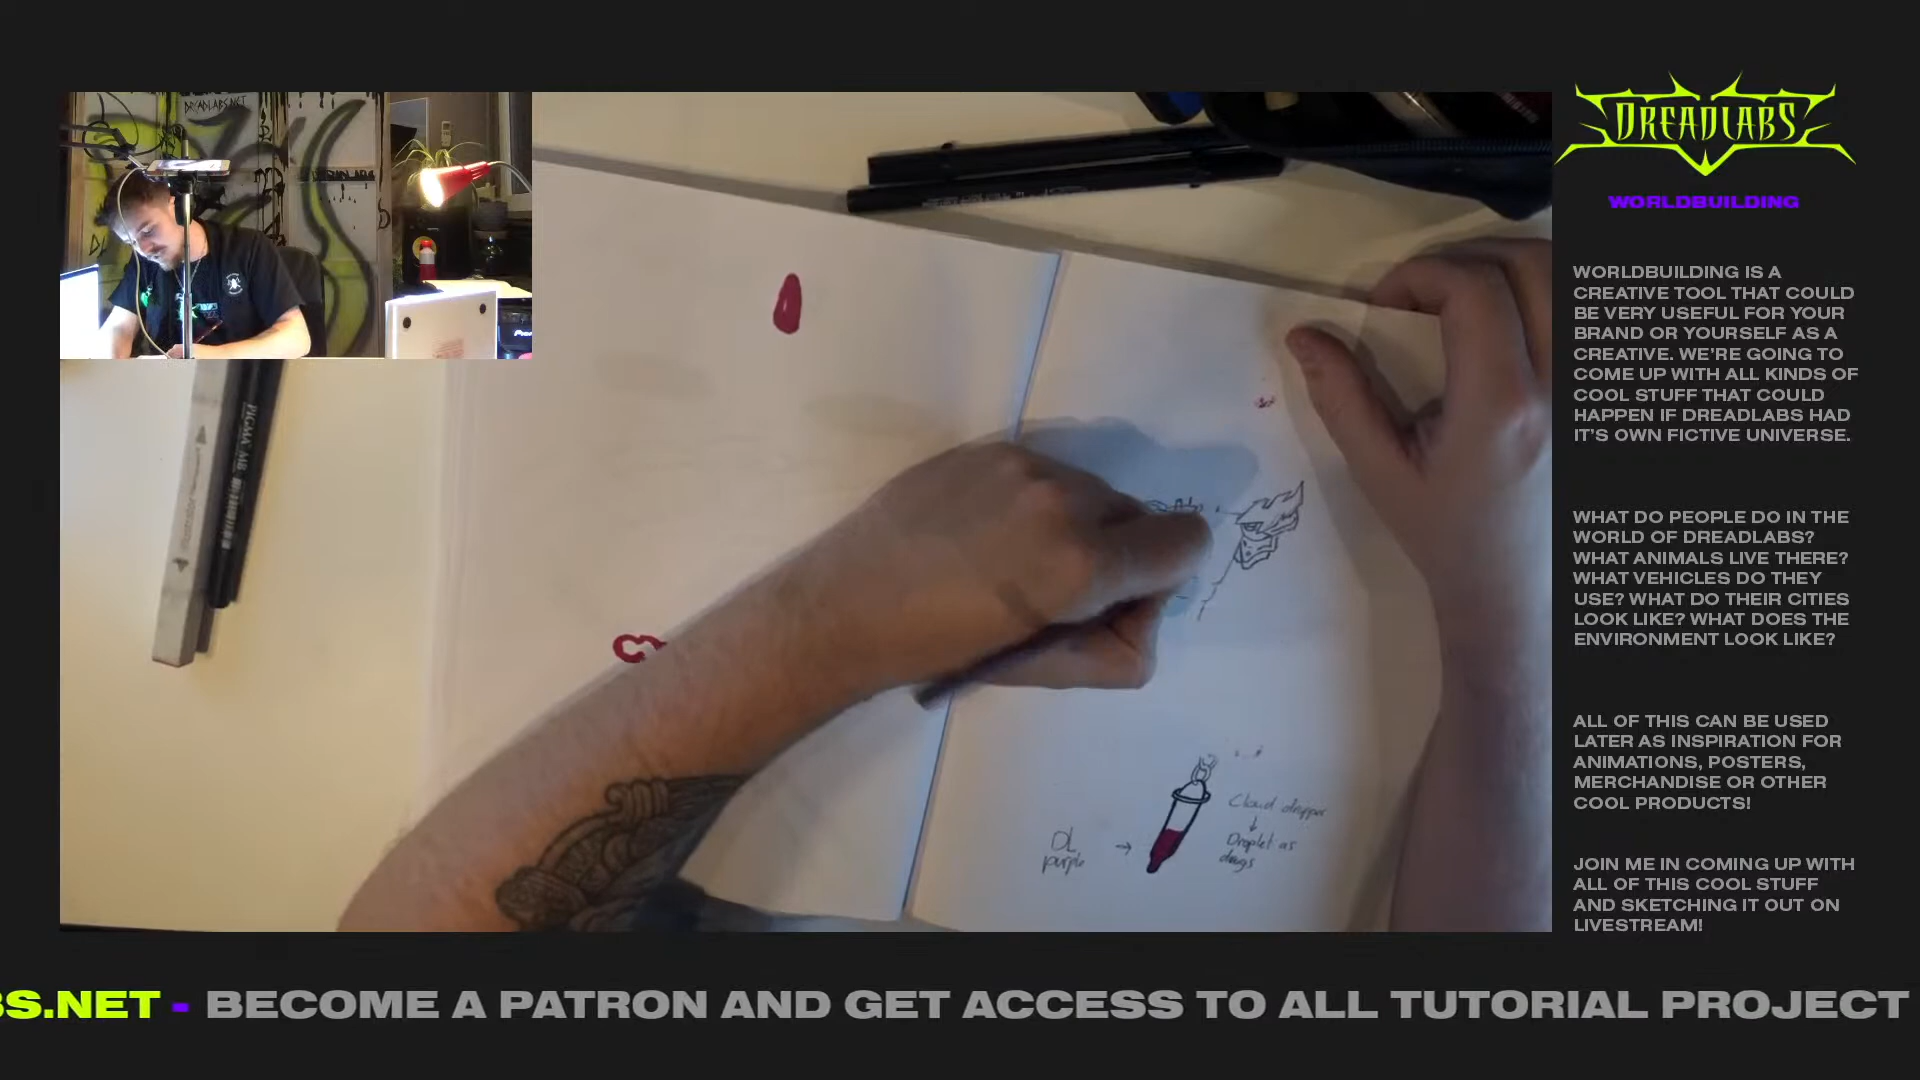 DREADLABS.NET
DREADLABS
WORLDBUILDING
WORLDBUILDING IS A
CREATIVE TOOL THAT COULD
BE VERY USEFUL FOR YOUR
BRAND OR YOURSELF AS A
CREATIVE. WE'RE GOING TO
COME UP WITH ALL KINDS OF
COOL STUFF THAT COULD
HAPPEN IF DREADLABS HAD
IT'S OWN FICTIVE UNIVERSE.
WHAT DO PEOPLE DO IN THE
WORLD OF DREADLABS?
WHAT ANIMALS LIVE THERE?
WHAT VEHICLES DO THEY
USE? WHAT DO THEIR CITIES
LOOK LIKE? WHAT DOES THE
ENVIRONMENT LOOK LIKE?
ALL OF THIS CAN BE USED
LATER AS INSPIRATION FOR
ANIMATIONS, POSTERS,
MERCHANDISE OR OTHER
COOL PRODUCTS!
JOIN ME IN COMING UP WITH
ALL OF THIS COOL STUFF
AND SKETCHING IT OUT ON
LIVESTREAM!
PIGMA
Cloud dropper
Droplet as
drugs
DL
purple
BS.NET - BECOME A PATRON AND GET ACCESS TO ALL TUTORIAL PROJECT